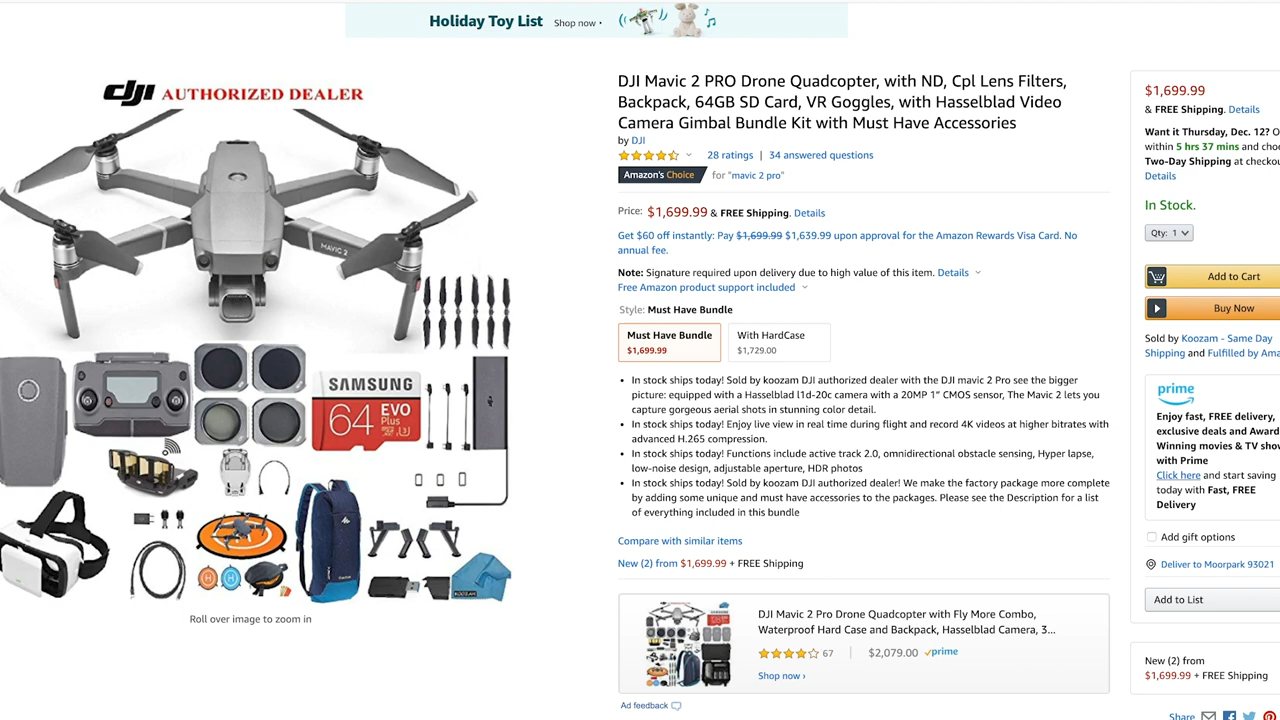 Holiday Toy List Shop now ▸
dji AUTHORIZED DEALER
MAVIC 2
SAMSUNG
64 EVO
Plus
H H
KOOZAM
Roll over image to zoom in
DJI Mavic 2 PRO Drone Quadcopter, with ND, Cpl Lens Filters,
Backpack, 64GB SD Card, VR Goggles, with Hasselblad Video
Camera Gimbal Bundle Kit with Must Have Accessories
by DJI
28 ratings | 34 answered questions
Amazon's Choice for "mavic 2 pro"
Price: $1,699.99 & FREE Shipping. Details
Get $60 off instantly: Pay $1,699.99 $1,639.99 upon approval for the Amazon Rewards Visa Card. No
annual fee.
Note: Signature required upon delivery due to high value of this item. Details
Free Amazon product support included
Style: Must Have Bundle
Must Have Bundle
$1,699.99
With HardCase
$1,729.00
• In stock ships today! Sold by koozam DJI authorized dealer with the DJI mavic 2 Pro see the bigger
picture: equipped with a Hasselblad l1d-20c camera with a 20MP 1" CMOS sensor, The Mavic 2 lets you
capture gorgeous aerial shots in stunning color detail.
• In stock ships today! Enjoy live view in real time during flight and record 4K videos at higher bitrates with
advanced H.265 compression.
• In stock ships today! Functions include active track 2.0, omnidirectional obstacle sensing, Hyper lapse,
low-noise design, adjustable aperture, HDR photos
• In stock ships today! Sold by koozam DJI authorized dealer! We make the factory package more complete
by adding some unique and must have accessories to the packages. Please see the Description for a list
of everything included in this bundle
Compare with similar items
New (2) from $1,699.99 + FREE Shipping
DJI Mavic 2 Pro Drone Quadcopter with Fly More Combo,
Waterproof Hard Case and Backpack, Hasselblad Camera, 3...
67 | $2,079.00 prime
Shop now ›
Ad feedback
$1,699.99
& FREE Shipping. Details
Want it Thursday, Dec. 12? O
within 5 hrs 37 mins and choo
Two-Day Shipping at checkou
Details
In Stock.
Qty: 1
Add to Cart
Buy Now
Sold by Koozam - Same Day
Shipping and Fulfilled by Ama
prime
Enjoy fast, FREE delivery,
exclusive deals and Award
Winning movies & TV show
with Prime
Click here and start saving
today with Fast, FREE
Delivery
Add gift options
Deliver to Moorpark 93021
Add to List
New (2) from
$1,699.99 + FREE Shipping
Share